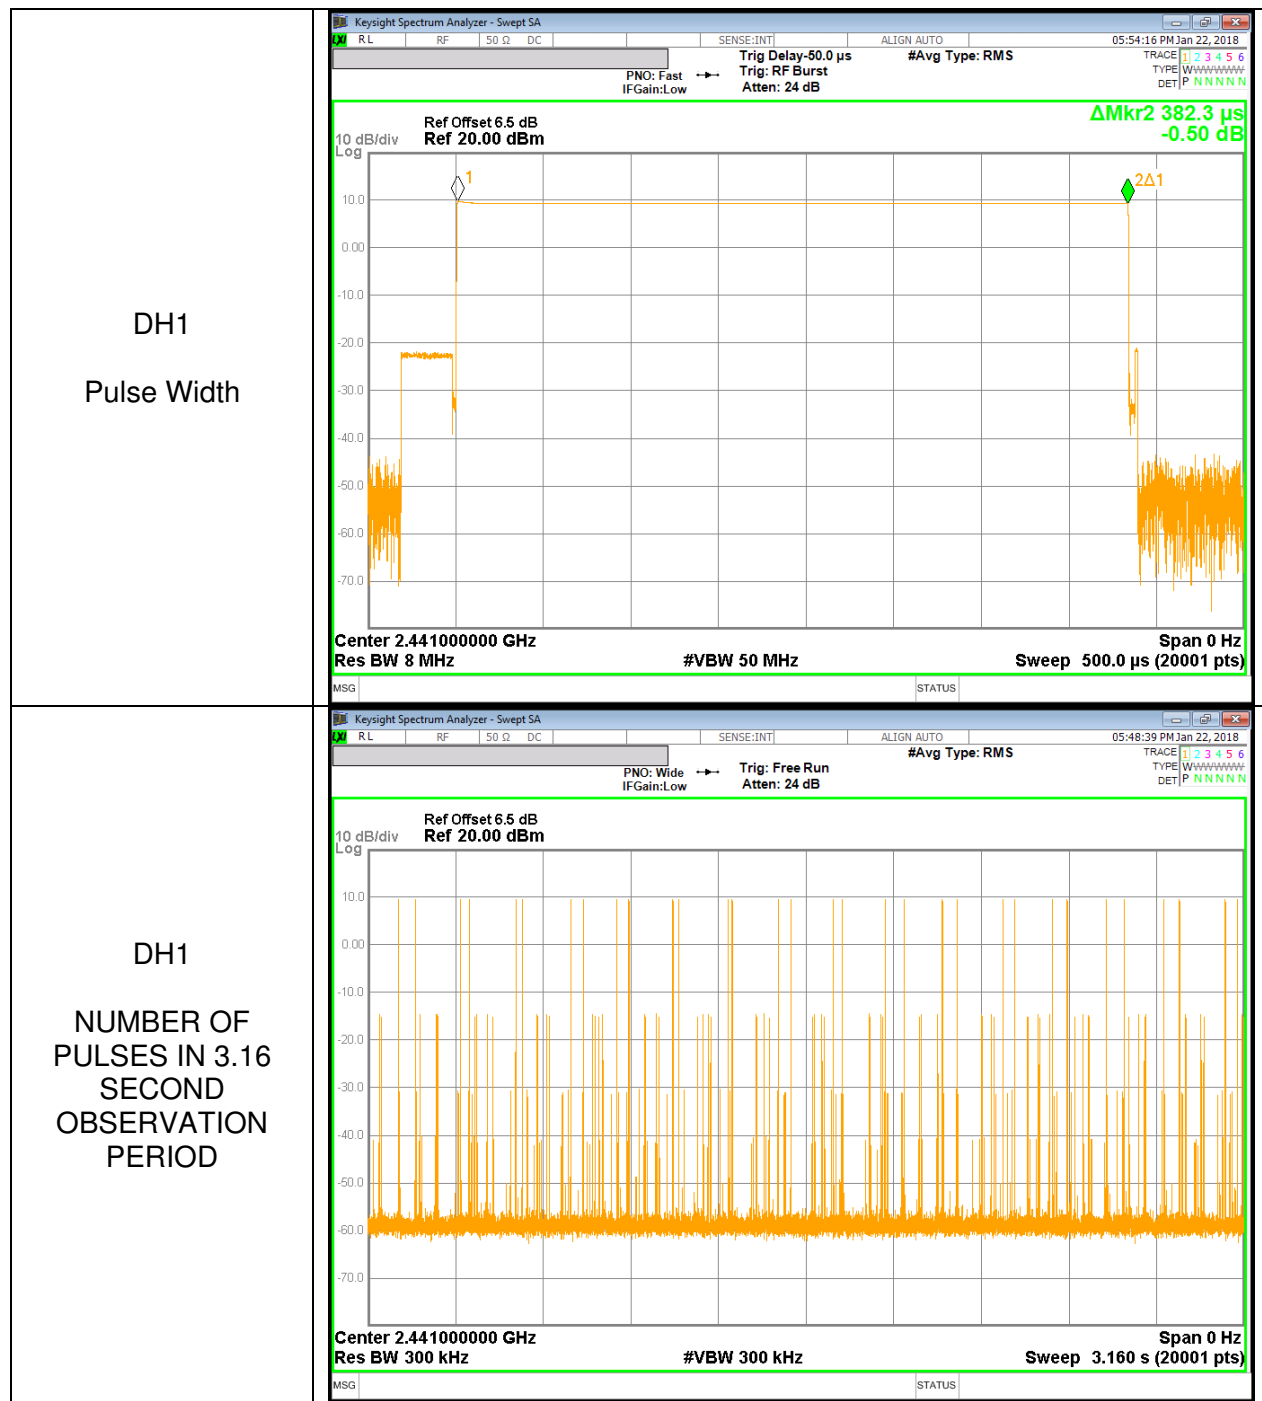 DH1
Pulse Width
Keysight Spectrum Analyzer - Swept SA
LXI RL RF 50 Ω DC SENSE:INT ALIGN AUTO 05:54:16 PM Jan 22, 2018
Trig Delay-50.0 µs #Avg Type: RMS TRACE 1 2 3 4 5 6
PNO: Fast Trig: RF Burst TYPE WWWWWW
IFGain:Low Atten: 24 dB DET P N N N N N
ΔMkr2 382.3 µs
-0.50 dB
Ref Offset 6.5 dB
10 dB/div Ref 20.00 dBm
Log
1
2Δ1
10.0
0.00
-10.0
-20.0
-30.0
-40.0
-50.0
-60.0
-70.0
Center 2.441000000 GHz Span 0 Hz
Res BW 8 MHz #VBW 50 MHz Sweep 500.0 µs (20001 pts)
MSG STATUS
DH1
NUMBER OF
PULSES IN 3.16
SECOND
OBSERVATION
PERIOD
Keysight Spectrum Analyzer - Swept SA
LXI RL RF 50 Ω DC SENSE:INT ALIGN AUTO 05:48:39 PM Jan 22, 2018
#Avg Type: RMS TRACE 1 2 3 4 5 6
PNO: Wide Trig: Free Run TYPE WWWWWW
IFGain:Low Atten: 24 dB DET P N N N N N
Ref Offset 6.5 dB
10 dB/div Ref 20.00 dBm
Log
10.0
0.00
-10.0
-20.0
-30.0
-40.0
-50.0
-60.0
-70.0
Center 2.441000000 GHz Span 0 Hz
Res BW 300 kHz #VBW 300 kHz Sweep 3.160 s (20001 pts)
MSG STATUS